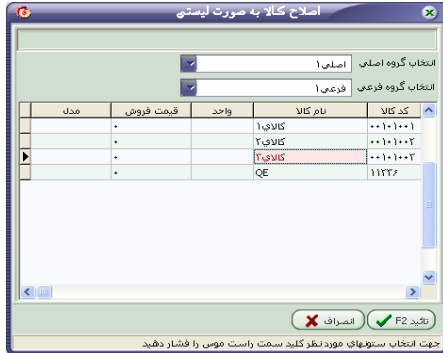 اصلاح کالا به صورت لیستی
انتخاب گروه اصلی اصلی۱
انتخاب گروه فرعی فرعی۱
کد کالا نام کالا واحد قیمت فروش مدل
۰۰۱۰۱۰۰۱ کالای۱ ۰
۰۰۱۰۱۰۰۲ کالای۲ ۰
۰۰۱۰۱۰۰۳ کالای۳ ۰
۱۱۲۳۶ QE ۰
تائید F2 انصراف
جهت انتخاب ستونهای مورد نظر کلید سمت راست موس را فشار دهید